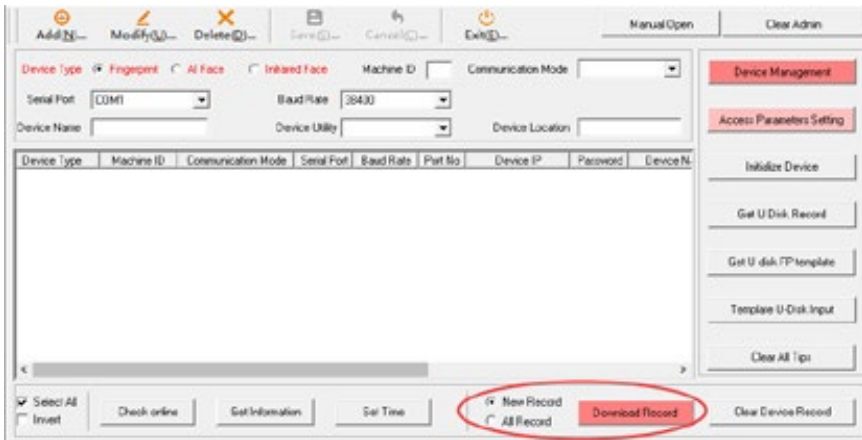 Add(N)... Modify(U)... Delete(D)... Save(S)... Cancel(C)... Exit(E)... Manual Open Clear Admin
Device Type Fingerprint AI Face Infrared Face Machine ID Communication Mode Device Management
Serial Port COM1 Baud Rate 38400
Device Name Device Utility Device Location Access Parameters Setting
Device Type Machine ID Communication Mode Serial Port Baud Rate Port No Device IP Password Device N
Initialize Device
Get U Disk Record
Get U disk FP template
Template U-Disk Input
Clear All Tips
Select All New Record
Check online Get Information Set Time Download Record Clear Device Record
Invert All Record